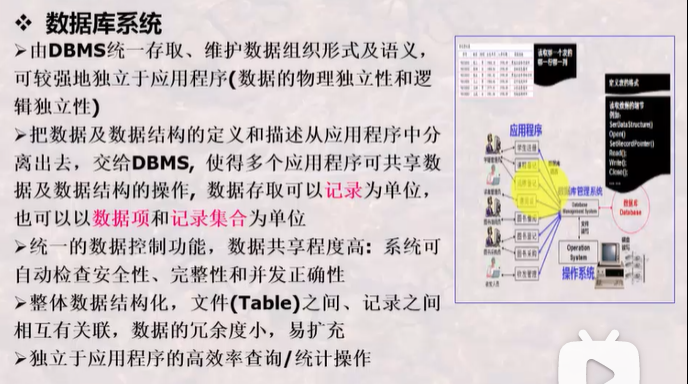 ❖ 数据库系统
➢由DBMS统一存取、维护数据组织形式及语义，
可较强地独立于应用程序(数据的物理独立性和逻
辑独立性)
➢把数据及数据结构的定义和描述从应用程序中分
离出去，交给DBMS, 使得多个应用程序可共享数
据及数据结构的操作, 数据存取可以记录为单位，
也可以以数据项和记录集合为单位
➢统一的数据控制功能，数据共享程度高: 系统可
自动检查安全性、完整性和并发正确性
➢整体数据结构化，文件(Table)之间、记录之间
相互有关联，数据的冗余度小，易扩充
➢独立于应用程序的高效率查询/统计操作
读取那一个表的
那一行那一列
定义表的格式
读取数据的细节
例如:
SetDataStructure()
Open()
SetRecordPointer()
Read();
Write();
Close();
应用程序
库管理系统
Database
Management System
数据库
Database
Operation
System
操作系统